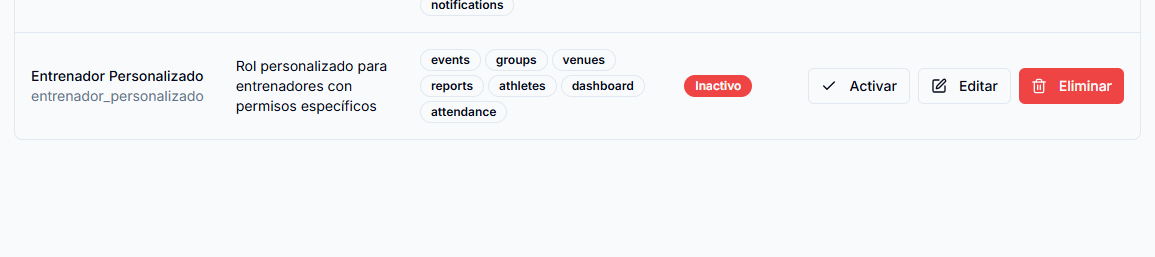 notifications
Entrenador Personalizado
entrenador_personalizado
Rol personalizado para
entrenadores con
permisos específicos
events groups venues
reports athletes dashboard
attendance
Inactivo
Activar
Editar
Eliminar